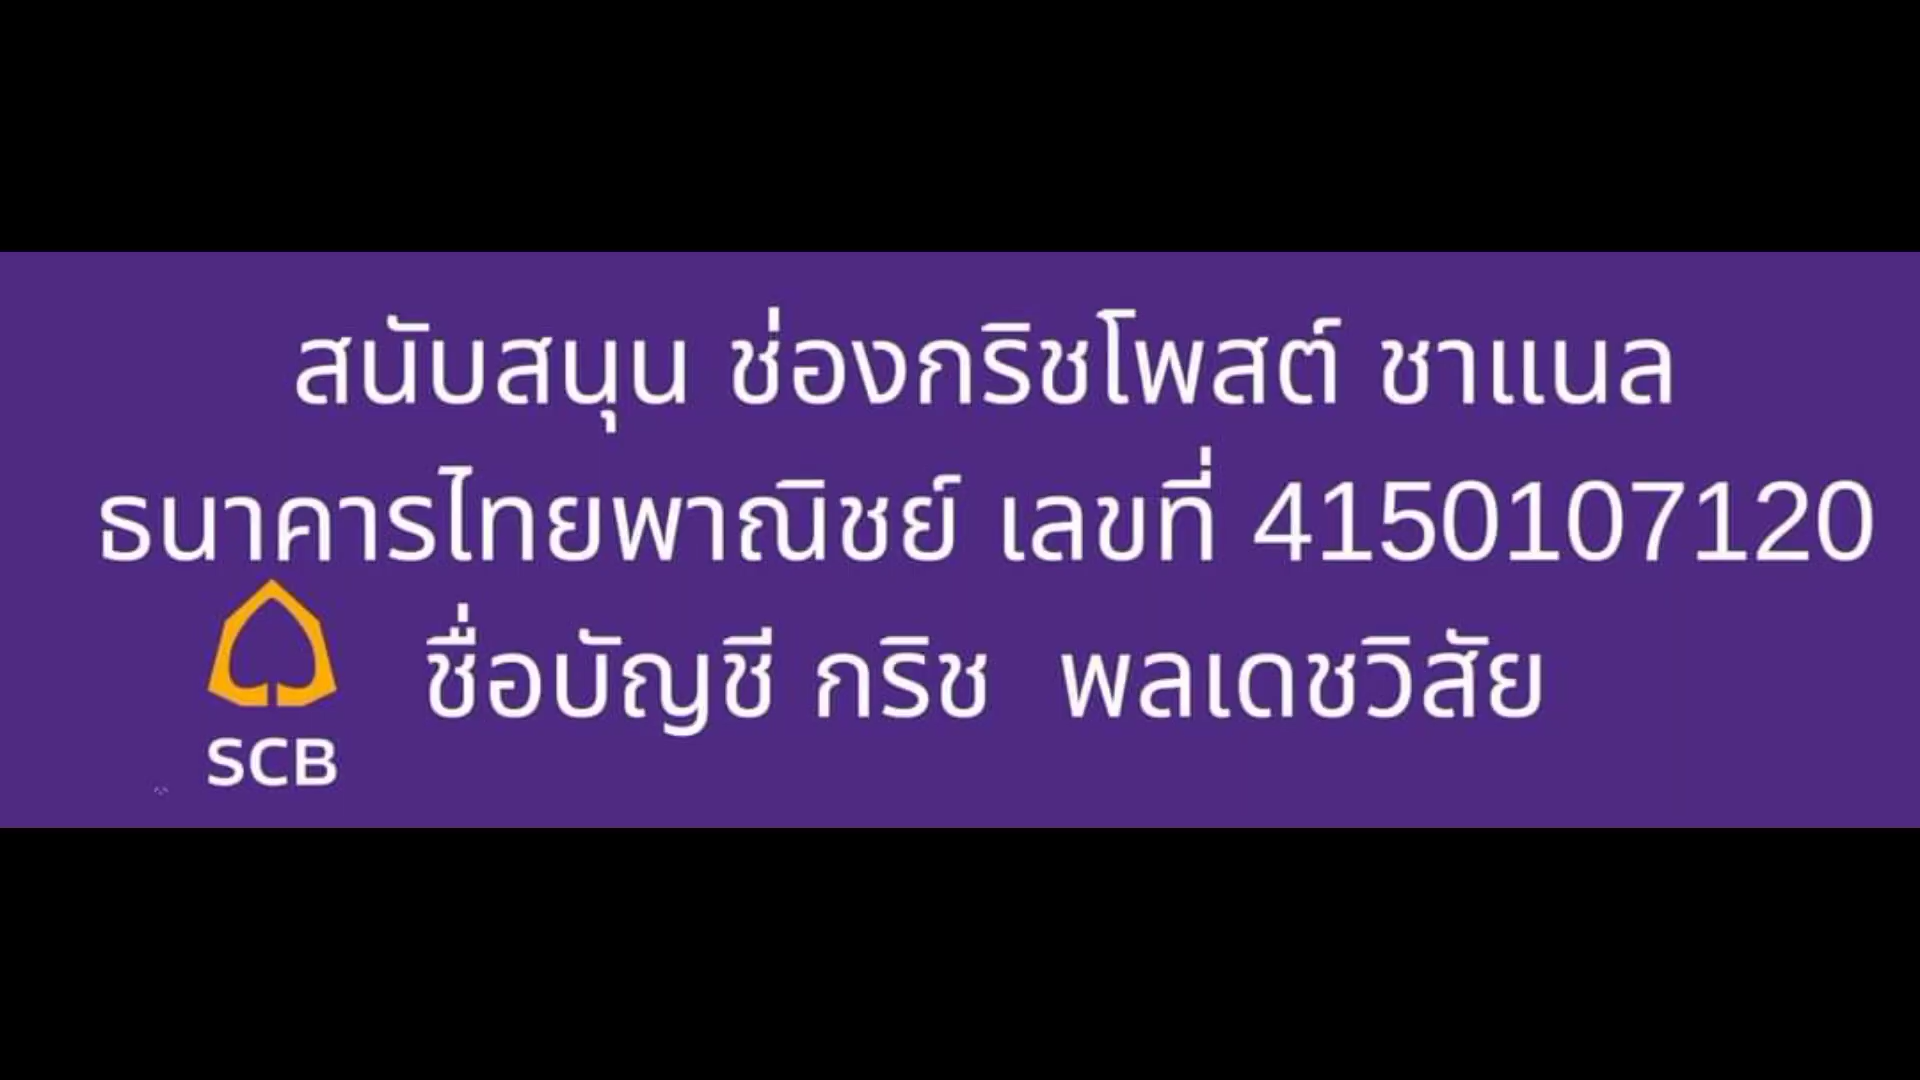 สนับสนุน ช่องกริชโพสต์ ชาแนล
ธนาคารไทยพาณิชย์ เลขที่ 4150107120
ชื่อบัญชี กริช พลเดชวิสัย
SCB